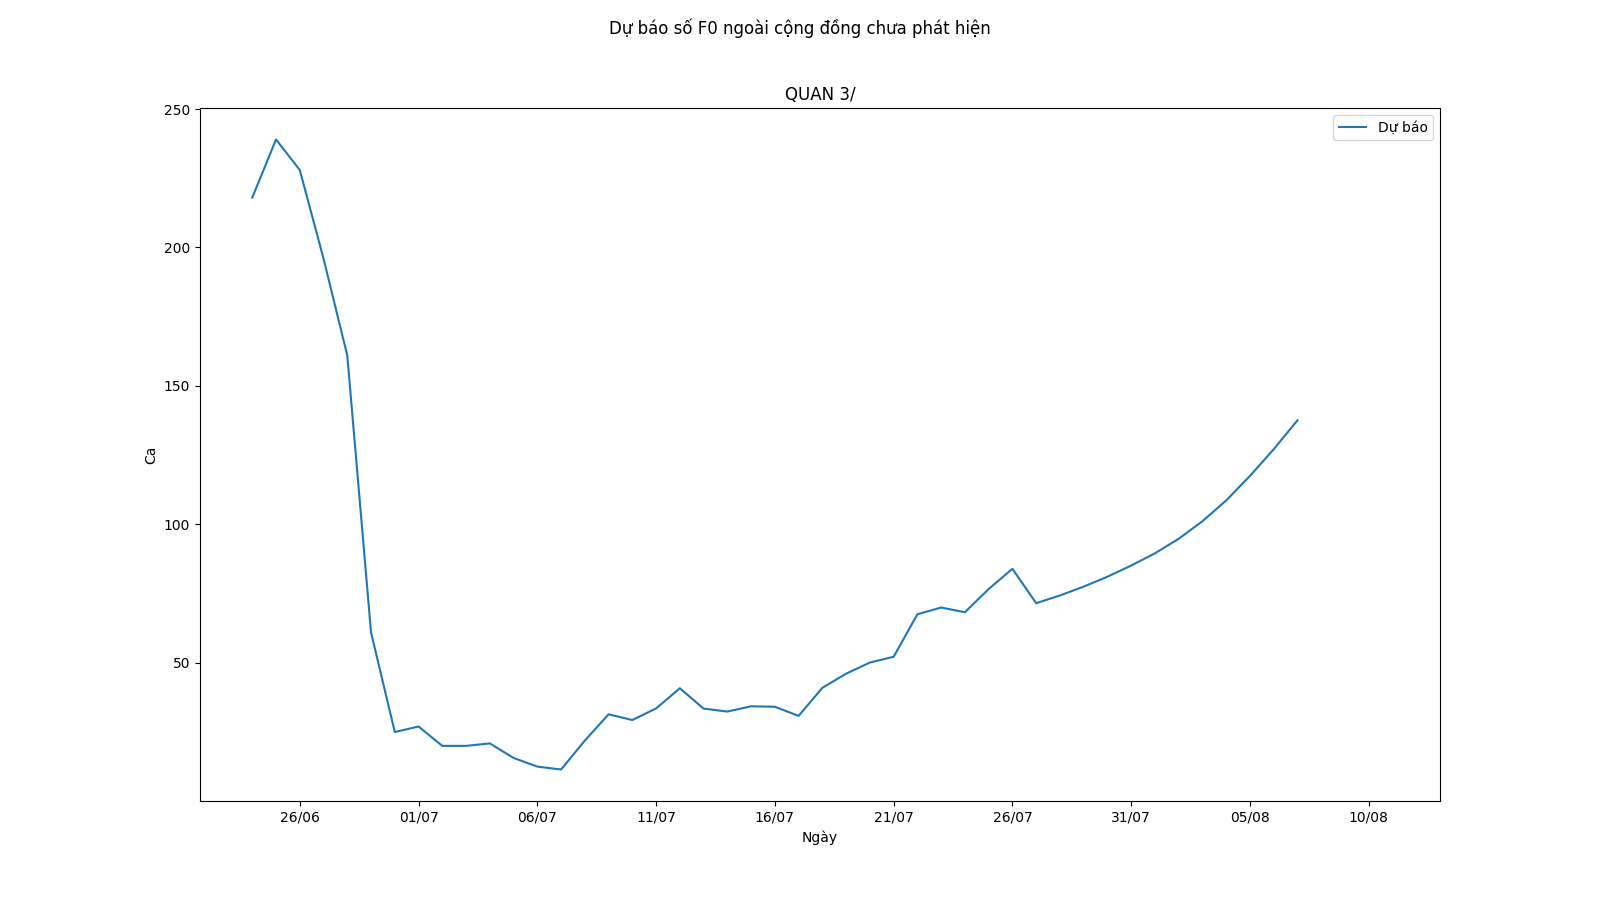 Dự báo số F0 ngoài cộng đồng chưa phát hiện
QUAN 3/
250
200
150
100
50
Ca
Dự báo
26/06 01/07 06/07 11/07 16/07 21/07 26/07 31/07 05/08 10/08
Ngày